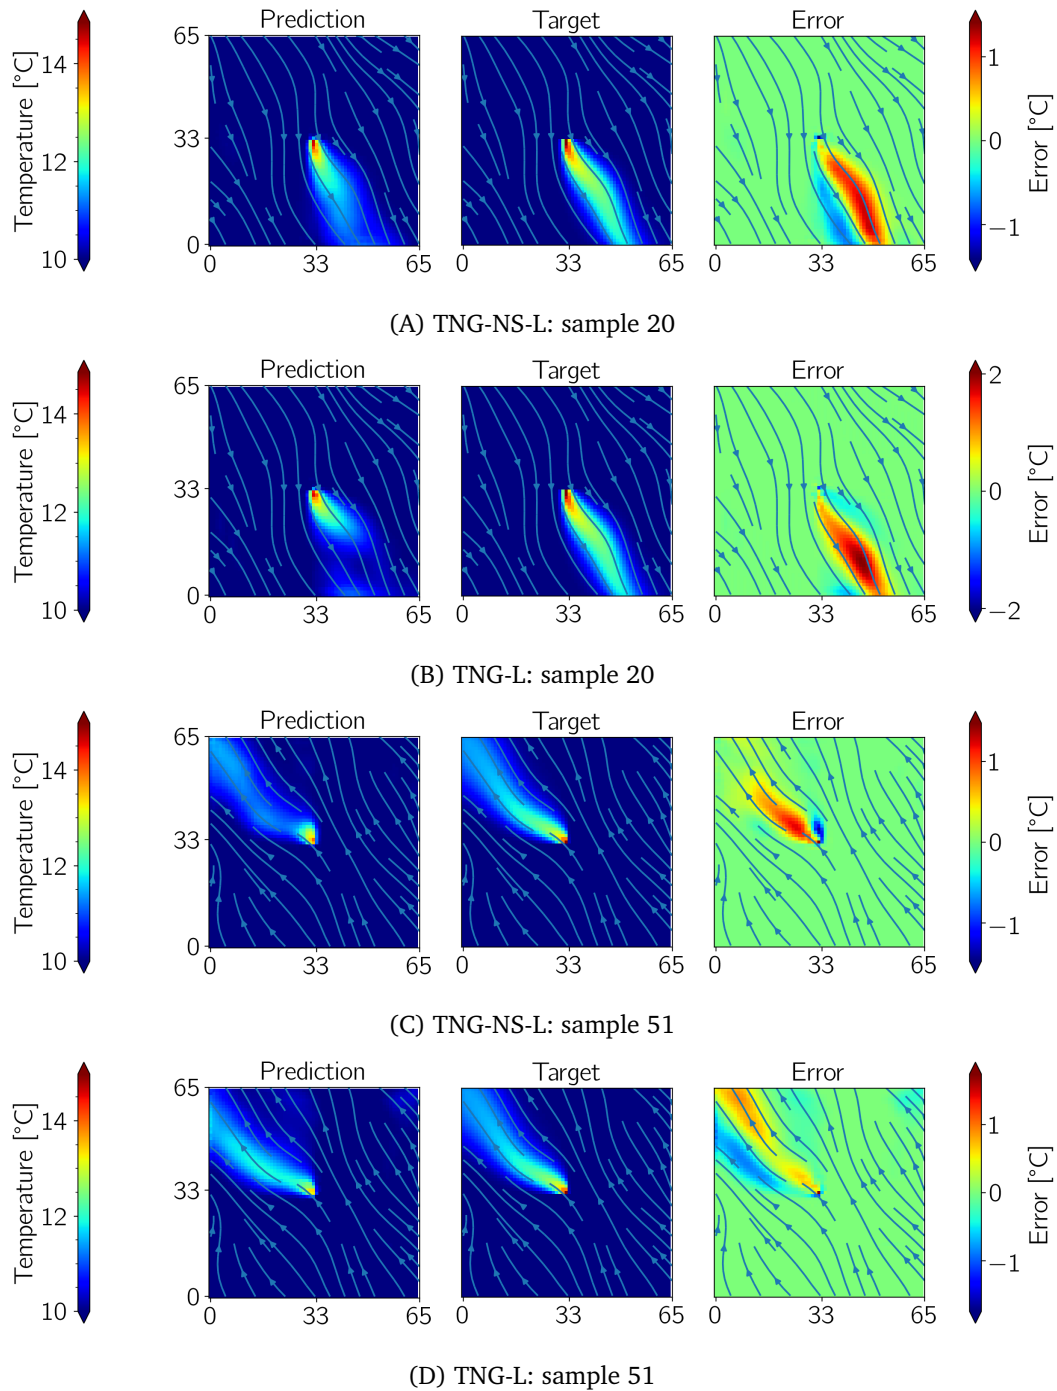 Prediction Target Error
Temperature [°C]
14
12
10
65
33
0
0 33 65
0 33 65
0 33 65
1
0
−1
Error [°C]
(A) TNG-NS-L: sample 20
Prediction Target Error
Temperature [°C]
14
12
10
65
33
0
0 33 65
0 33 65
0 33 65
2
0
−2
Error [°C]
(B) TNG-L: sample 20
Prediction Target Error
Temperature [°C]
14
12
10
65
33
0
0 33 65
0 33 65
0 33 65
1
0
−1
Error [°C]
(C) TNG-NS-L: sample 51
Prediction Target Error
Temperature [°C]
14
12
10
65
33
0
0 33 65
0 33 65
0 33 65
1
0
−1
Error [°C]
(D) TNG-L: sample 51